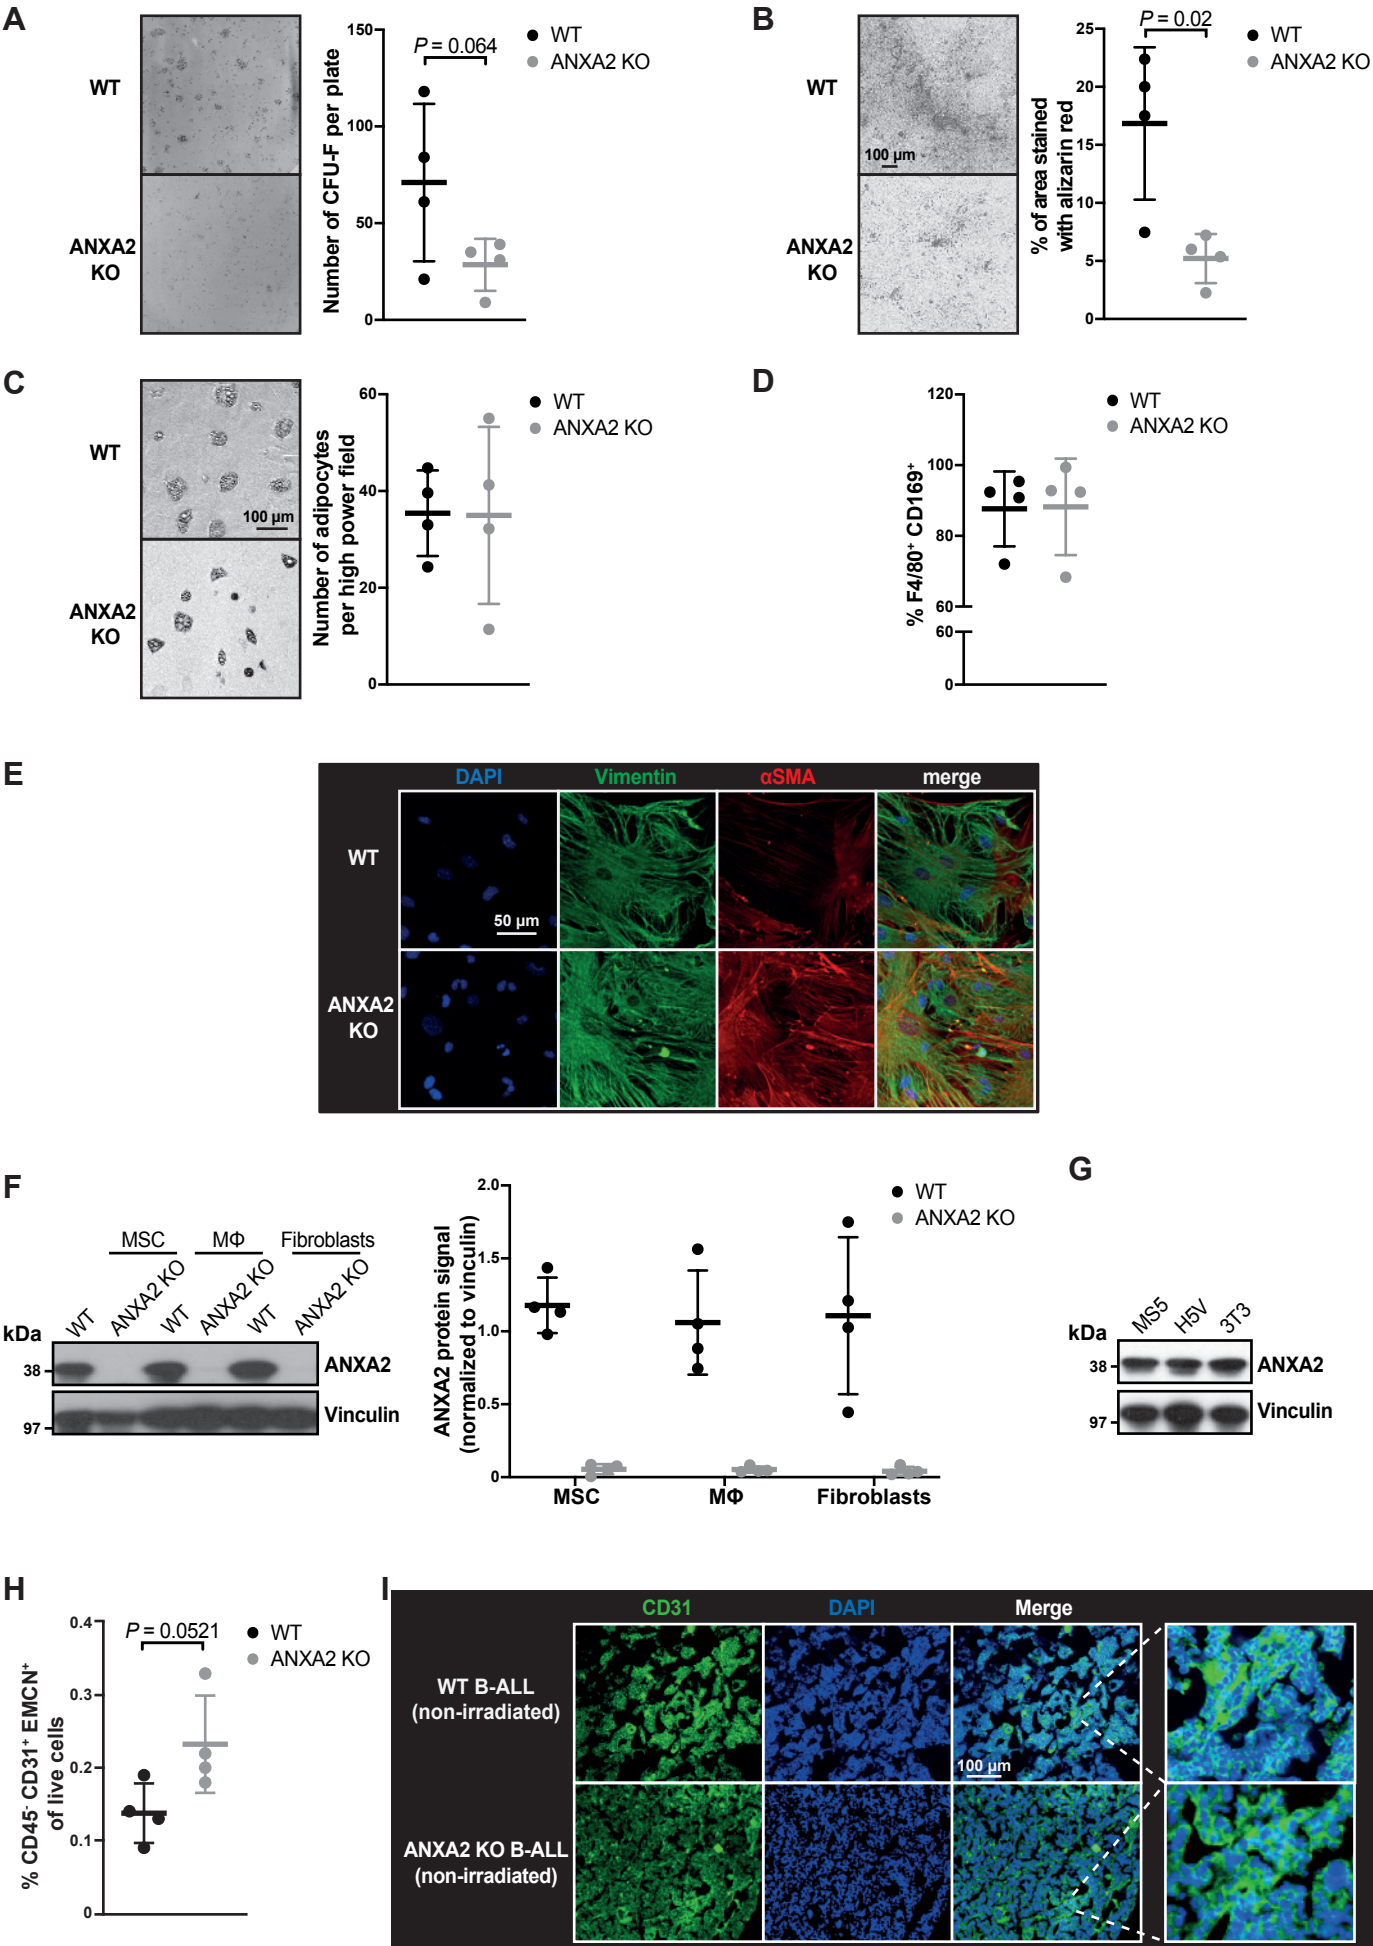 A
WT
ANXA2
KO
Number of CFU-F per plate
150
100
50
0
P = 0.064
WT
ANXA2 KO
B
WT
100 µm
ANXA2
KO
% of area stained
with alizarin red
25
20
15
10
5
0
P = 0.02
WT
ANXA2 KO
C
WT
100 µm
ANXA2
KO
Number of adipocytes
per high power field
60
40
20
0
WT
ANXA2 KO
D
% F4/80+ CD169+
120
100
80
60
60
0
WT
ANXA2 KO
E
DAPI
Vimentin
αSMA
merge
WT
50 µm
ANXA2
KO
F
MSC
MΦ
Fibroblasts
WT
ANXA2 KO
WT
ANXA2 KO
WT
ANXA2 KO
kDa
38
ANXA2
97
Vinculin
ANXA2 protein signal
(normalized to vinculin)
2.0
1.5
1.0
0.5
0
MSC
MΦ
Fibroblasts
WT
ANXA2 KO
G
kDa
MS5
H5V
3T3
38
ANXA2
97
Vinculin
H
% CD45- CD31+ EMCN+
of live cells
0.4
0.3
0.2
0.1
0
P = 0.0521
WT
ANXA2 KO
I
CD31
DAPI
Merge
WT B-ALL
(non-irradiated)
100 µm
ANXA2 KO B-ALL
(non-irradiated)